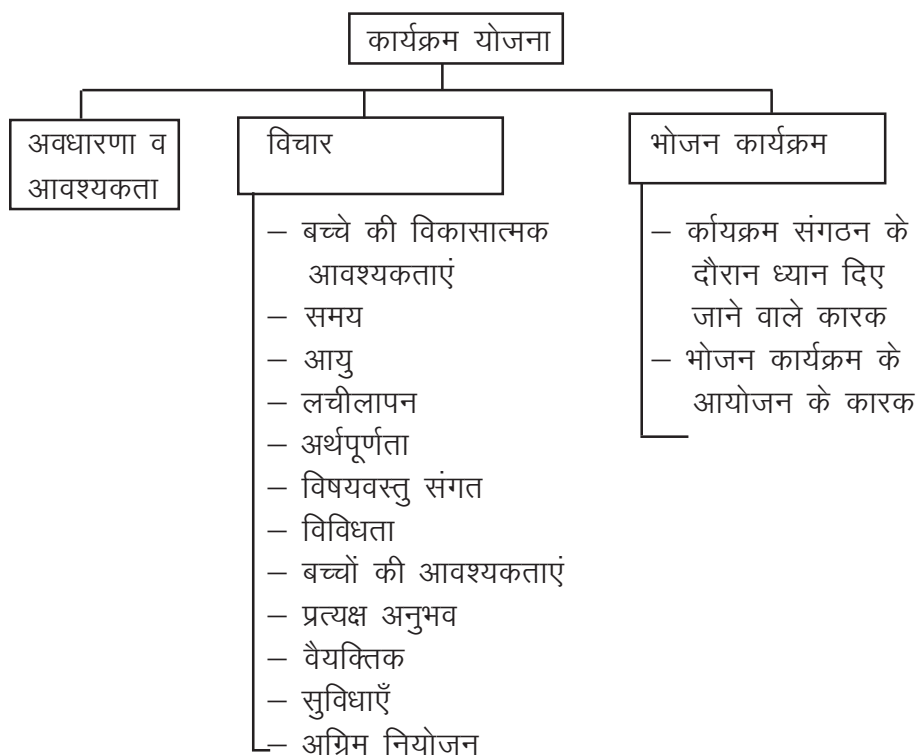 कार्यक्रम योजना
अवधारणा व
आवश्यकता
विचार
– बच्चे की विकासात्मक
आवश्यकताएं
– समय
– आयु
– लचीलापन
– अर्थपूर्णता
– विषयवस्तु संगत
– विविधता
– बच्चों की आवश्यकताएं
– प्रत्यक्ष अनुभव
– वैयक्तिक
– सुविधाएँ
– अग्रिम नियोजन
भोजन कार्यक्रम
– र्कायक्रम संगठन के
दौरान ध्यान दिए
जाने वाले कारक
– भोजन कार्यक्रम के
आयोजन के कारक